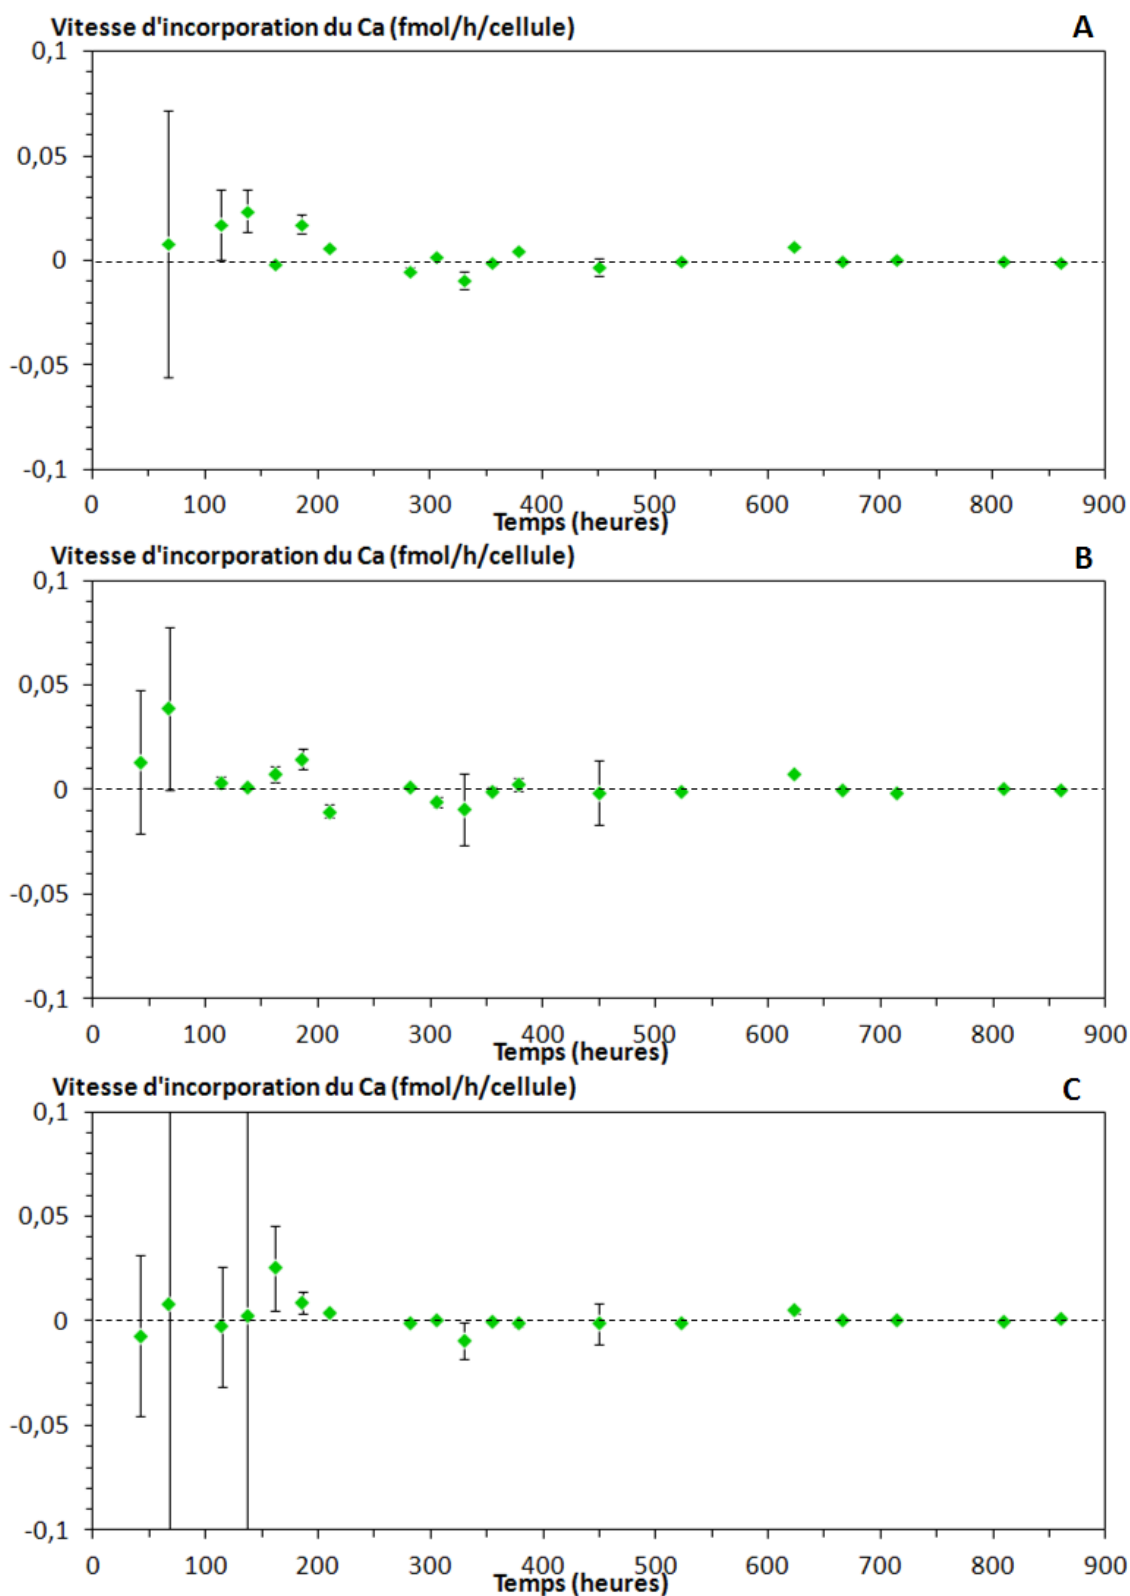 Vitesse d'incorporation du Ca (fmol/h/cellule) A
0,1
0,05
0
-0,05
-0,1
0 100 200 300 400 500 600 700 800 900
Temps (heures)
Vitesse d'incorporation du Ca (fmol/h/cellule) B
0,1
0,05
0
-0,05
-0,1
0 100 200 300 400 500 600 700 800 900
Temps (heures)
Vitesse d'incorporation du Ca (fmol/h/cellule) C
0,1
0,05
0
-0,05
-0,1
0 100 200 300 400 500 600 700 800 900
Temps (heures)